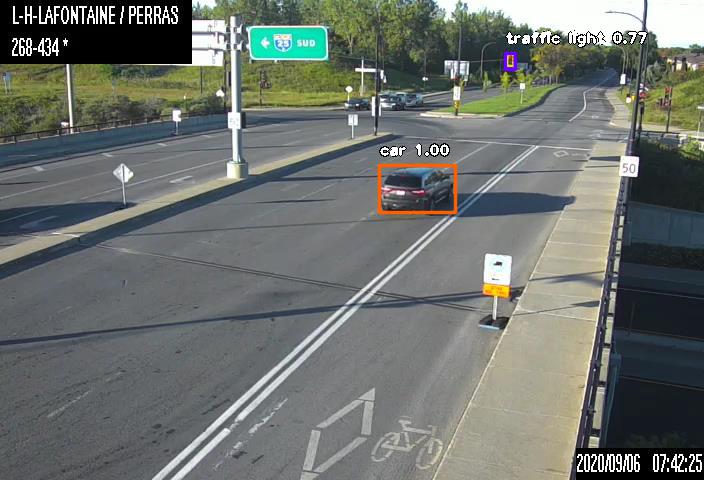 L-H-LAFONTAINE / PERRAS
268-434 *
25 SUD
traffic light 0.77
car 1.00
50
2020/09/06 07:42:25